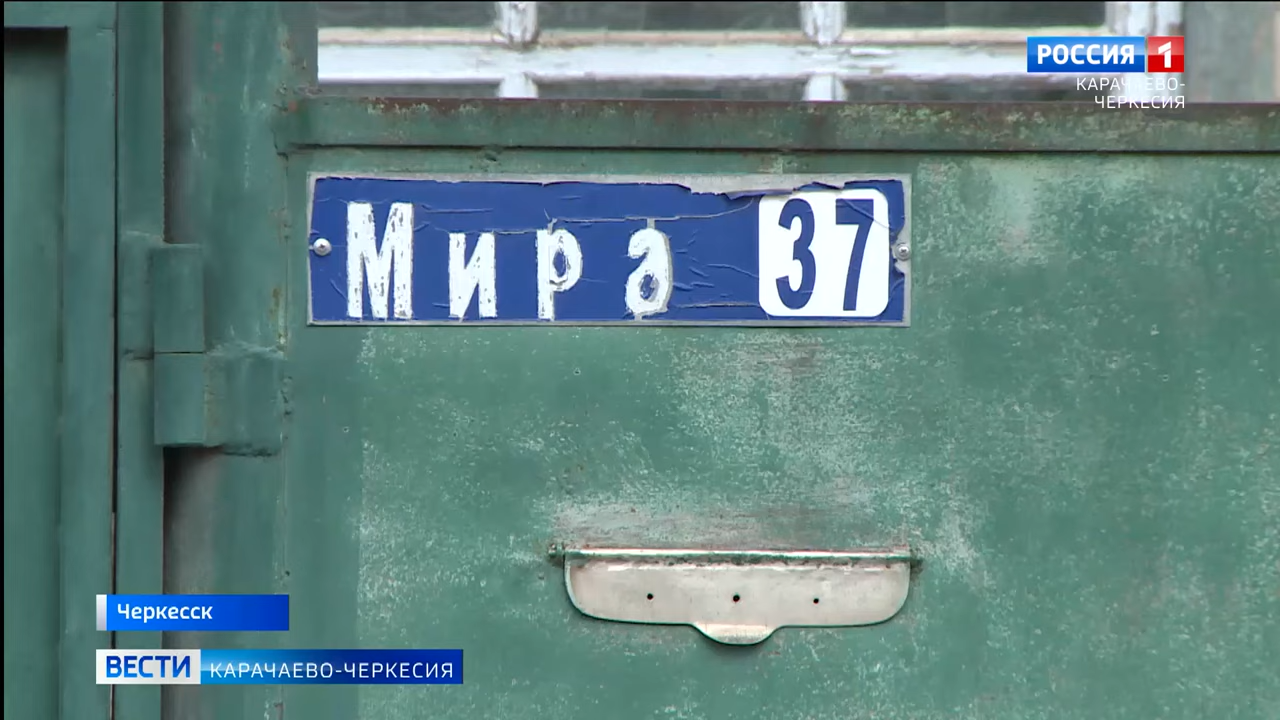 РОССИЯ 1
КАРАЧАЕВО-
ЧЕРКЕСИЯ
Мира 37
Черкесск
ВЕСТИ КАРАЧАЕВО-ЧЕРКЕСИЯ